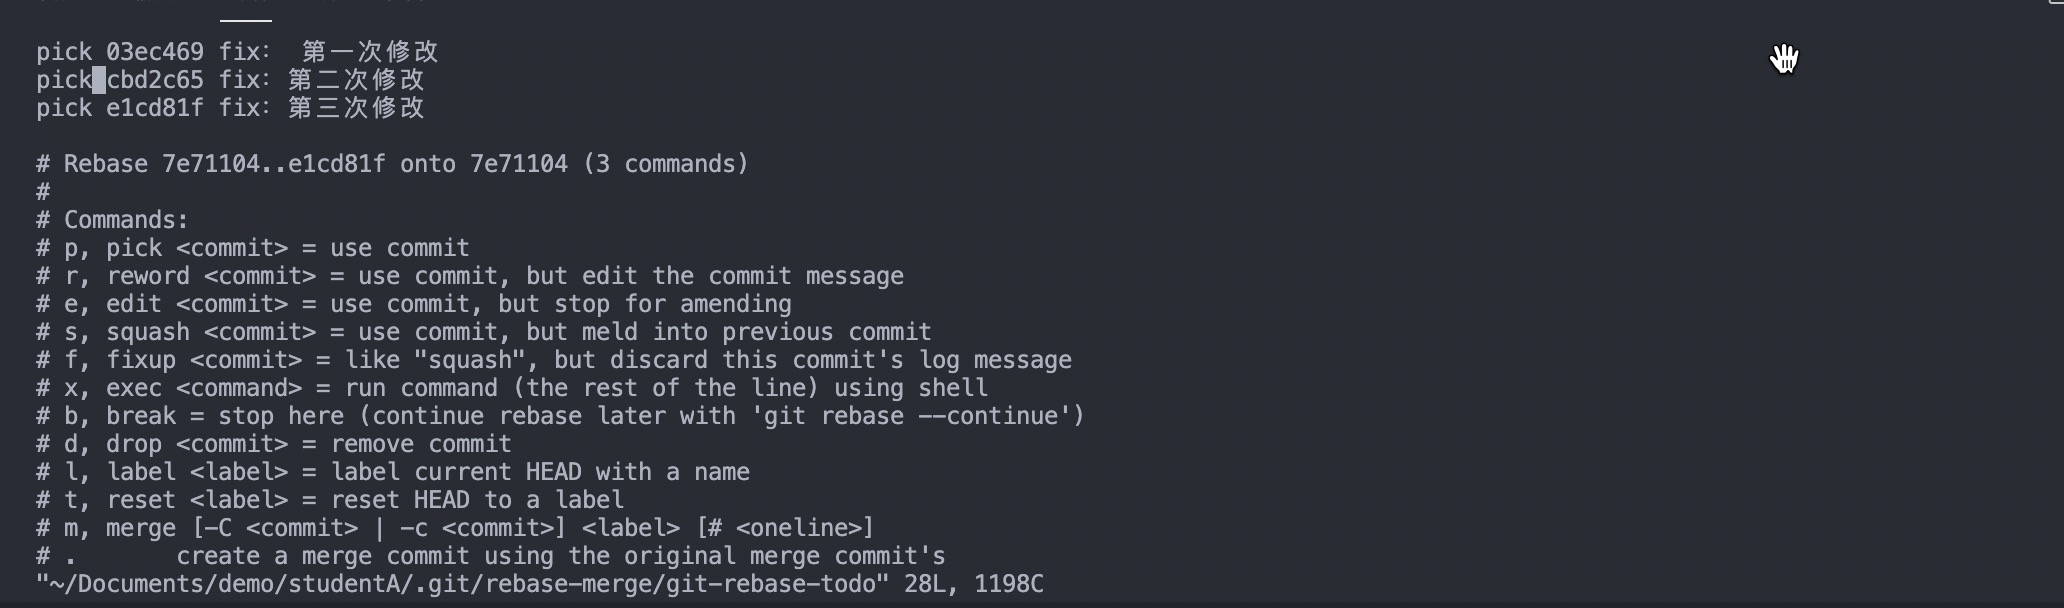 pick 03ec469 fix： 第一次修改
pick cbd2c65 fix：第二次修改
pick e1cd81f fix：第三次修改
# Rebase 7e71104..e1cd81f onto 7e71104 (3 commands)
#
# Commands:
# p, pick <commit> = use commit
# r, reword <commit> = use commit, but edit the commit message
# e, edit <commit> = use commit, but stop for amending
# s, squash <commit> = use commit, but meld into previous commit
# f, fixup <commit> = like "squash", but discard this commit's log message
# x, exec <command> = run command (the rest of the line) using shell
# b, break = stop here (continue rebase later with 'git rebase --continue')
# d, drop <commit> = remove commit
# l, label <label> = label current HEAD with a name
# t, reset <label> = reset HEAD to a label
# m, merge [-C <commit> | -c <commit>] <label> [# <oneline>]
# .       create a merge commit using the original merge commit's
"~/Documents/demo/studentA/.git/rebase-merge/git-rebase-todo" 28L, 1198C